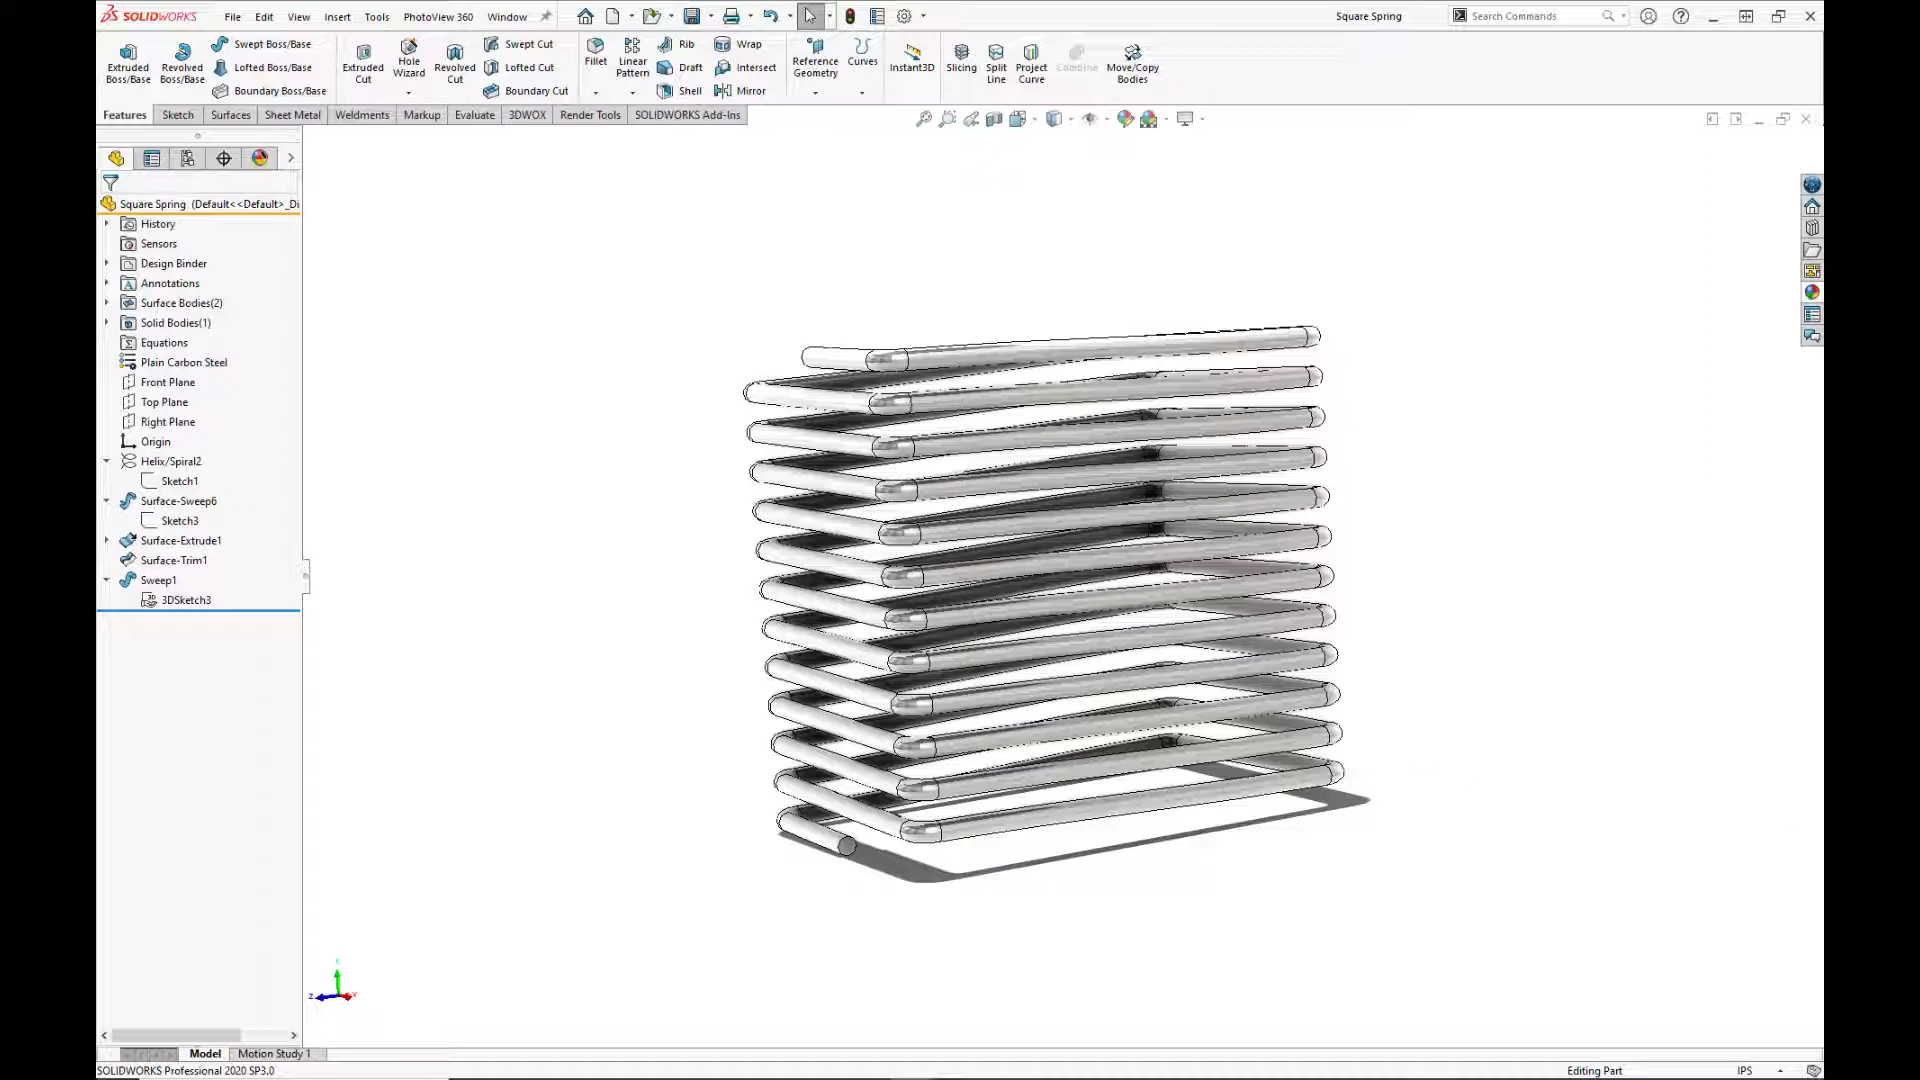 SOLIDWORKS File Edit View Insert Tools PhotoView 360 Window Square Spring Search Commands
Extruded Boss/Base Revolved Boss/Base Swept Boss/Base Lofted Boss/Base Boundary Boss/Base Extruded Cut Hole Wizard Revolved Cut Swept Cut Lofted Cut Boundary Cut Fillet Linear Pattern Rib Draft Shell Wrap Intersect Mirror Reference Geometry Curves Instant3D Slicing Split Line Project Curve Combine Move/Copy Bodies
Features Sketch Surfaces Sheet Metal Weldments Markup Evaluate 3DWOX Render Tools SOLIDWORKS Add-Ins
Square Spring (Default<<Default>_Di
History
Sensors
Design Binder
Annotations
Surface Bodies(2)
Solid Bodies(1)
Equations
Plain Carbon Steel
Front Plane
Top Plane
Right Plane
Origin
Helix/Spiral2
Sketch1
Surface-Sweep6
Sketch3
Surface-Extrude1
Surface-Trim1
Sweep1
3DSketch3
Z
Model Motion Study 1
SOLIDWORKS Professional 2020 SP3.0 Editing Part IPS